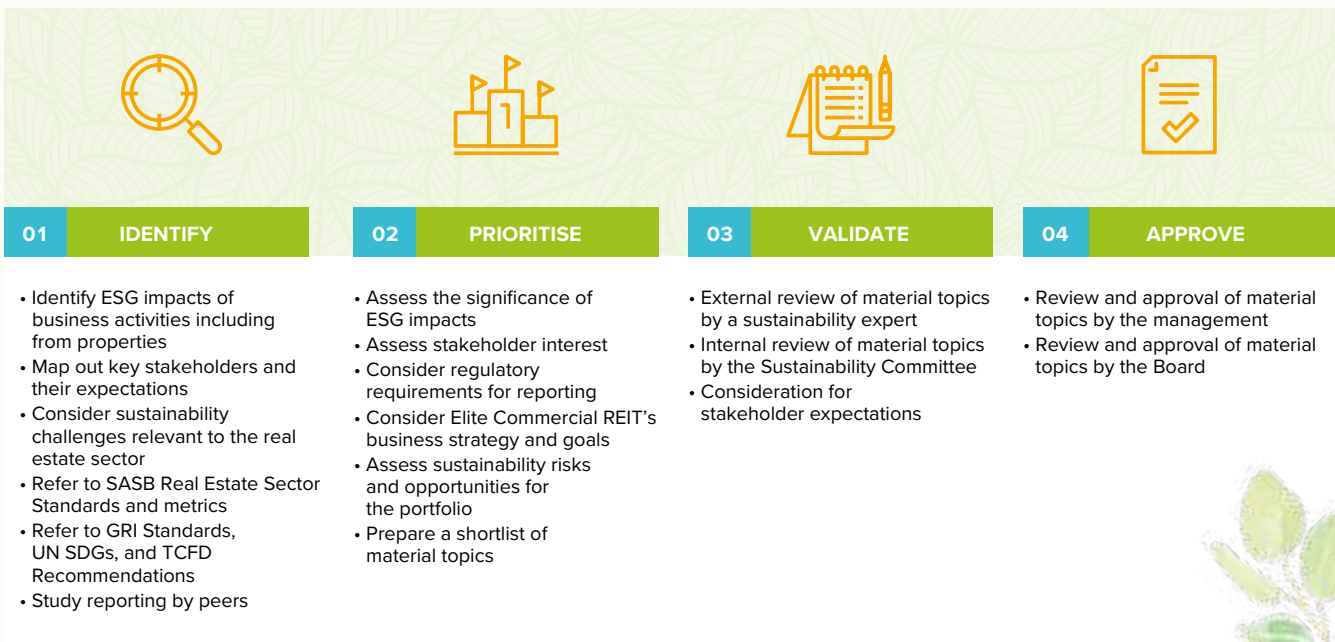 1
01 IDENTIFY
• Identify ESG impacts of
business activities including
from properties
• Map out key stakeholders and
their expectations
• Consider sustainability
challenges relevant to the real
estate sector
• Refer to SASB Real Estate Sector
Standards and metrics
• Refer to GRI Standards,
UN SDGs, and TCFD
Recommendations
• Study reporting by peers
02 PRIORITISE
• Assess the significance of
ESG impacts
• Assess stakeholder interest
• Consider regulatory
requirements for reporting
• Consider Elite Commercial REIT’s
business strategy and goals
• Assess sustainability risks
and opportunities for
the portfolio
• Prepare a shortlist of
material topics
03 VALIDATE
• External review of material topics
by a sustainability expert
• Internal review of material topics
by the Sustainability Committee
• Consideration for
stakeholder expectations
04 APPROVE
• Review and approval of material
topics by the management
• Review and approval of material
topics by the Board